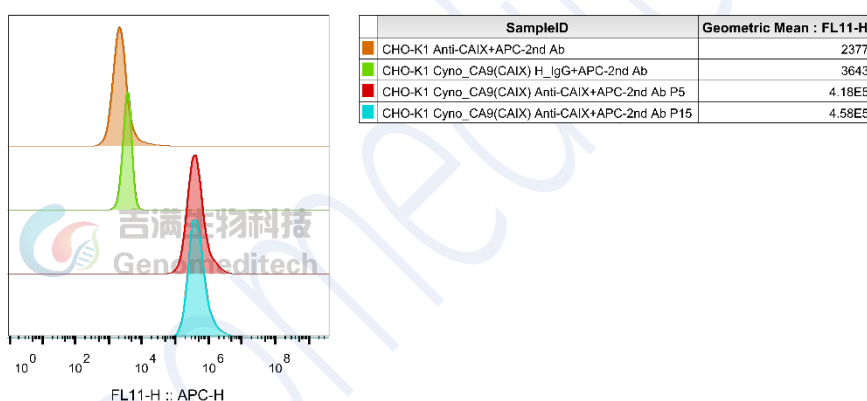 SampleID Geometric Mean : FL11-H
CHO-K1 Anti-CAIX+APC-2nd Ab 2377
CHO-K1 Cyno_CA9(CAIX) H_IgG+APC-2nd Ab 3643
CHO-K1 Cyno_CA9(CAIX) Anti-CAIX+APC-2nd Ab P5 4.18E5
CHO-K1 Cyno_CA9(CAIX) Anti-CAIX+APC-2nd Ab P15 4.58E5
吉满生物科技
Genomeditech
10^0 10^2 10^4 10^6 10^8
FL11-H :: APC-H